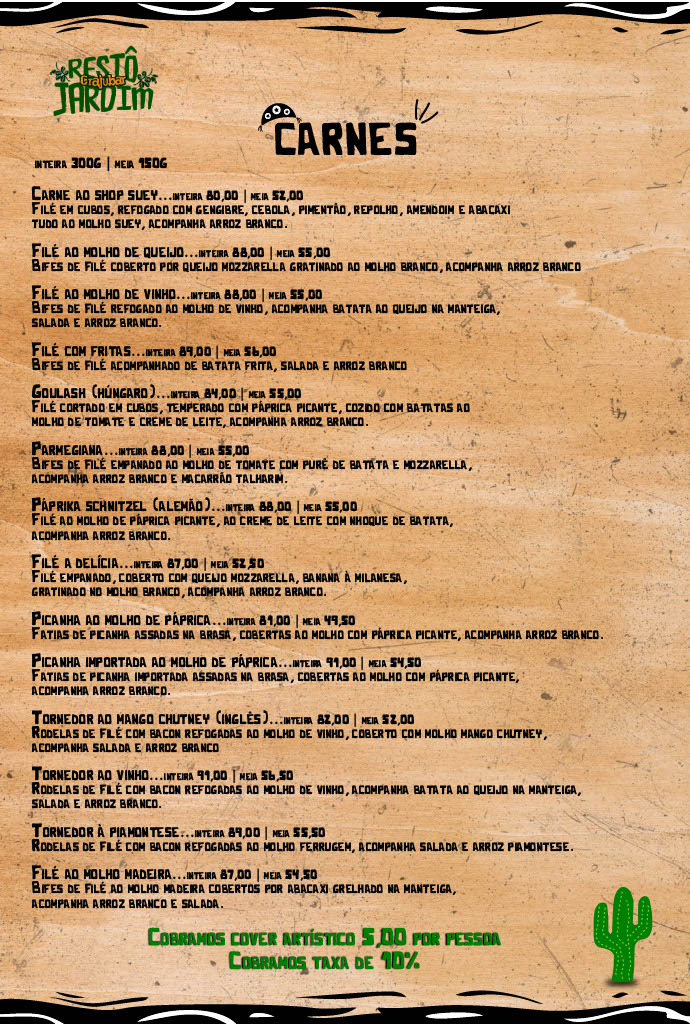 RESTÔ
Grajubar
JARDIM
CARNES
INTEIRA 300G | MEIA 150G
CARNE AO SHOP SUEY...INTEIRA 80,00 | MEIA 52,00
FILÉ EM CUBOS, REFOGADO COM GENGIBRE, CEBOLA, PIMENTÃO, REPOLHO, AMENDOIM E ABACAXI
TUDO AO MOLHO SUEY, ACOMPANHA ARROZ BRANCO.
FILÉ AO MOLHO DE QUEIJO...INTEIRA 88,00 | MEIA 55,00
BIFES DE FILÉ COBERTO POR QUEIJO MOZZARELLA GRATINADO AO MOLHO BRANCO, ACOMPANHA ARROZ BRANCO
FILÉ AO MOLHO DE VINHO...INTEIRA 88,00 | MEIA 55,00
BIFES DE FILÉ REFOGADO AO MOLHO DE VINHO, ACOMPANHA BATATA AO QUEIJO NA MANTEIGA,
SALADA E ARROZ BRANCO.
FILÉ COM FRITAS...INTEIRA 89,00 | MEIA 56,00
BIFES DE FILÉ ACOMPANHADO DE BATATA FRITA, SALADA E ARROZ BRANCO
GOULASH (HÚNGARO)...INTEIRA 84,00 | MEIA 55,00
FILÉ CORTADO EM CUBOS, TEMPERADO COM PÁPRICA PICANTE, COZIDO COM BATATAS AO
MOLHO DE TOMATE E CREME DE LEITE, ACOMPANHA ARROZ BRANCO.
PARMEGIANA...INTEIRA 88,00 | MEIA 55,00
BIFES DE FILÉ EMPANADO AO MOLHO DE TOMATE COM PURÊ DE BATATA E MOZZARELLA,
ACOMPANHA ARROZ BRANCO E MACARRÃO TALHARIM.
PÁPRIKA SCHNITZEL (ALEMÃO)...INTEIRA 88,00 | MEIA 55,00
FILÉ AO MOLHO DE PÁPRICA PICANTE, AO CREME DE LEITE COM NHOQUE DE BATATA,
ACOMPANHA ARROZ BRANCO.
FILÉ A DELÍCIA...INTEIRA 87,00 | MEIA 52,50
FILÉ EMPANADO, COBERTO COM QUEIJO MOZZARELLA, BANANA À MILANESA,
GRATINADO NO MOLHO BRANCO, ACOMPANHA ARROZ BRANCO.
PICANHA AO MOLHO DE PÁPRICA...INTEIRA 81,00 | MEIA 49,50
FATIAS DE PICANHA ASSADAS NA BRASA, COBERTAS AO MOLHO COM PÁPRICA PICANTE, ACOMPANHA ARROZ BRANCO.
PICANHA IMPORTADA AO MOLHO DE PÁPRICA...INTEIRA 91,00 | MEIA 54,50
FATIAS DE PICANHA IMPORTADA ASSADAS NA BRASA, COBERTAS AO MOLHO COM PÁPRICA PICANTE,
ACOMPANHA ARROZ BRANCO.
TORNEDOR AO MANGO CHUTNEY (INGLÊS)...INTEIRA 82,00 | MEIA 52,00
RODELAS DE FILÉ COM BACON REFOGADAS AO MOLHO DE VINHO, COBERTO COM MOLHO MANGO CHUTNEY,
ACOMPANHA SALADA E ARROZ BRANCO
TORNEDOR AO VINHO...INTEIRA 91,00 | MEIA 56,50
RODELAS DE FILÉ COM BACON REFOGADAS AO MOLHO DE VINHO, ACOMPANHA BATATA AO QUEIJO NA MANTEIGA,
SALADA E ARROZ BRANCO.
TORNEDOR À PIAMONTESE...INTEIRA 89,00 | MEIA 55,50
RODELAS DE FILÉ COM BACON REFOGADAS AO MOLHO FERRUGEM, ACOMPANHA SALADA E ARROZ PIAMONTESE.
FILÉ AO MOLHO MADEIRA...INTEIRA 87,00 | MEIA 54,50
BIFES DE FILÉ AO MOLHO MADEIRA COBERTOS POR ABACAXI GRELHADO NA MANTEIGA,
ACOMPANHA ARROZ BRANCO E SALADA.
COBRAMOS COVER ARTÍSTICO 5,00 POR PESSOA
COBRAMOS TAXA DE 10%